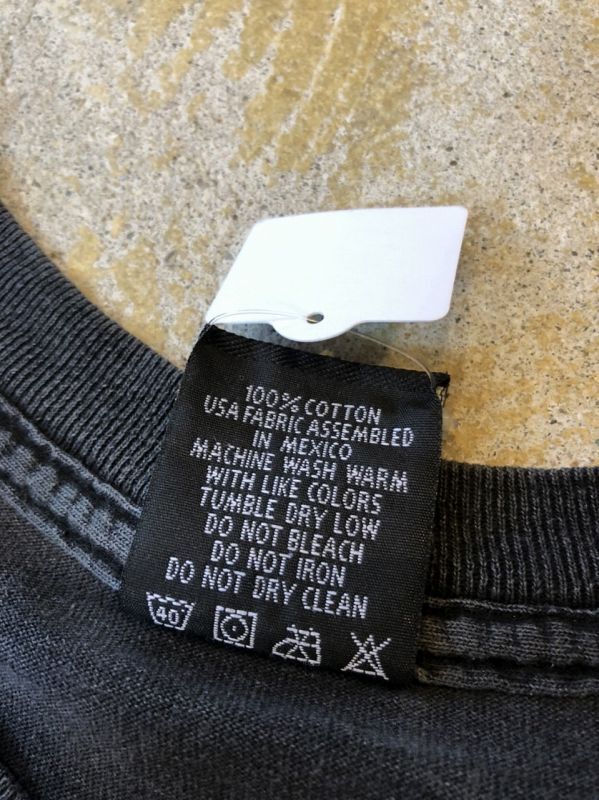 100% COTTON
USA FABRIC ASSEMBLED
IN MEXICO
MACHINE WASH WARM
WITH LIKE COLORS
TUMBLE DRY LOW
DO NOT BLEACH
DO NOT IRON
DO NOT DRY CLEAN
40